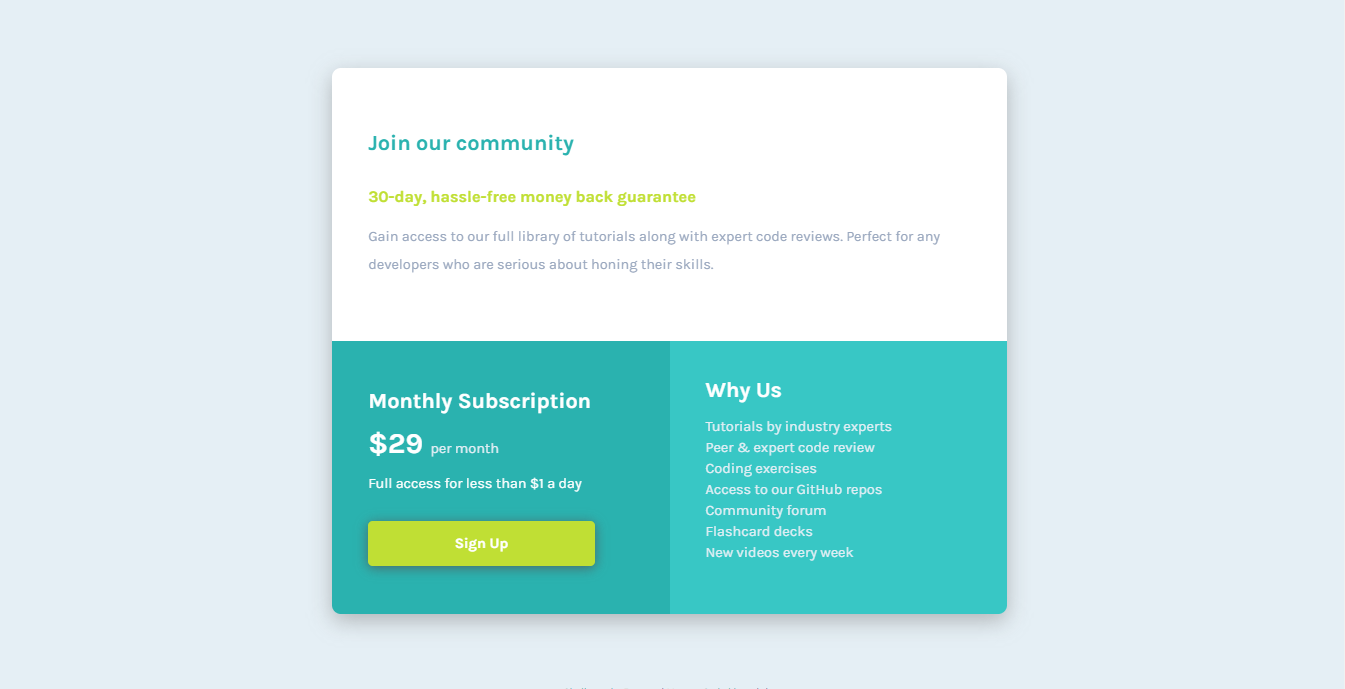 Join our community
30-day, hassle-free money back guarantee
Gain access to our full library of tutorials along with expert code reviews. Perfect for any
developers who are serious about honing their skills.
Monthly Subscription
$29 per month
Full access for less than $1 a day
Sign Up
Why Us
Tutorials by industry experts
Peer & expert code review
Coding exercises
Access to our GitHub repos
Community forum
Flashcard decks
New videos every week